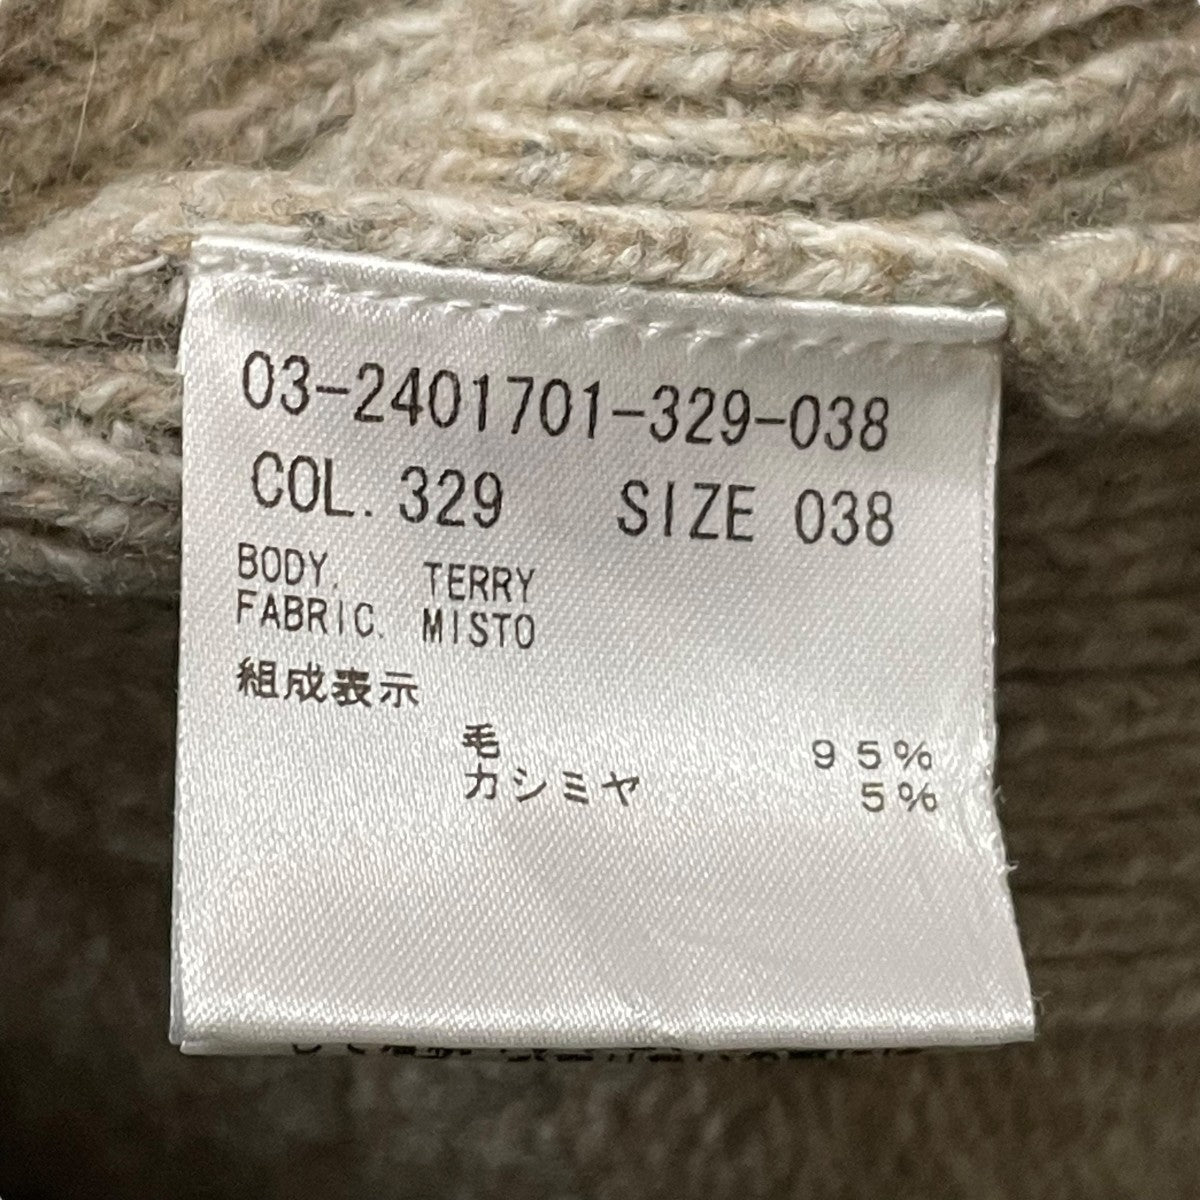 03-2401701-329-038
COL. 329 SIZE 038
BODY. TERRY
FABRIC. MISTO
組成表示
毛 95%
カシミヤ 5%